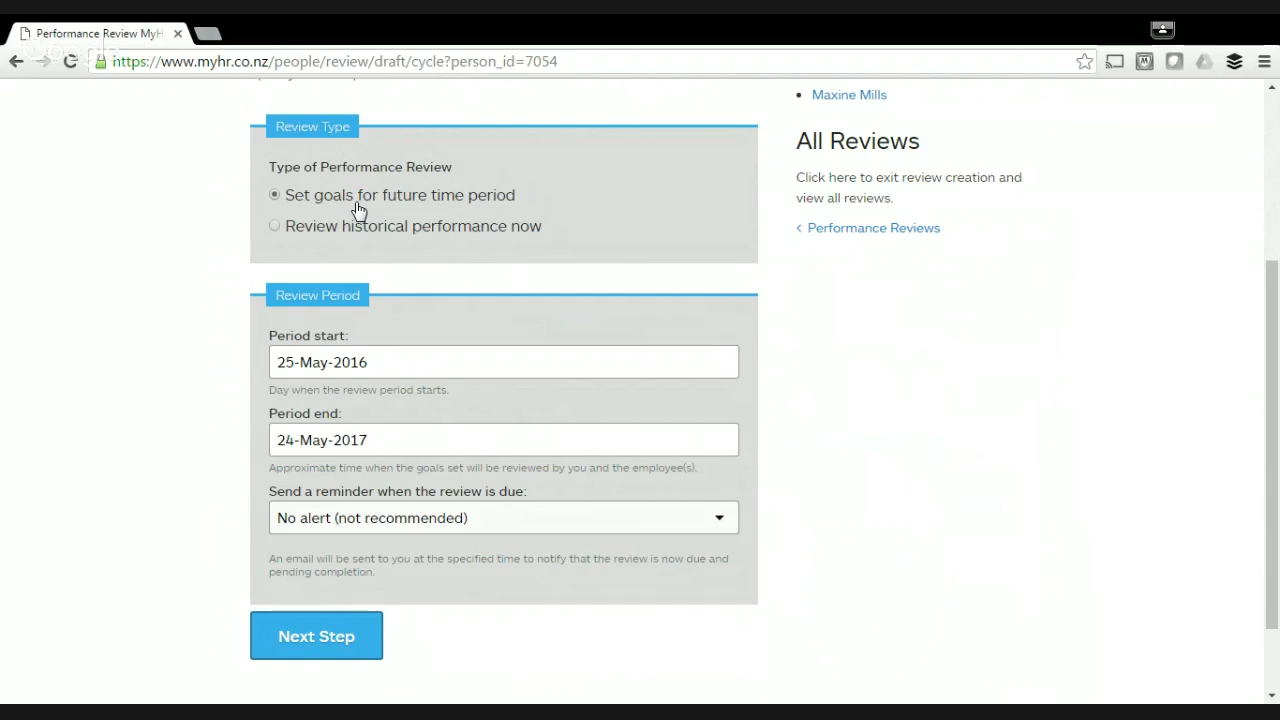 Performance Review MyH
https://www.myhr.co.nz/people/review/draft/cycle?person_id=7054
Maxine Mills
Review Type
All Reviews
Type of Performance Review
Click here to exit review creation and
view all reviews.
Set goals for future time period
Review historical performance now
< Performance Reviews
Review Period
Period start:
25-May-2016
Day when the review period starts.
Period end:
24-May-2017
Approximate time when the goals set will be reviewed by you and the employee(s).
Send a reminder when the review is due:
No alert (not recommended)
An email will be sent to you at the specified time to notify that the review is now due and
pending completion.
Next Step